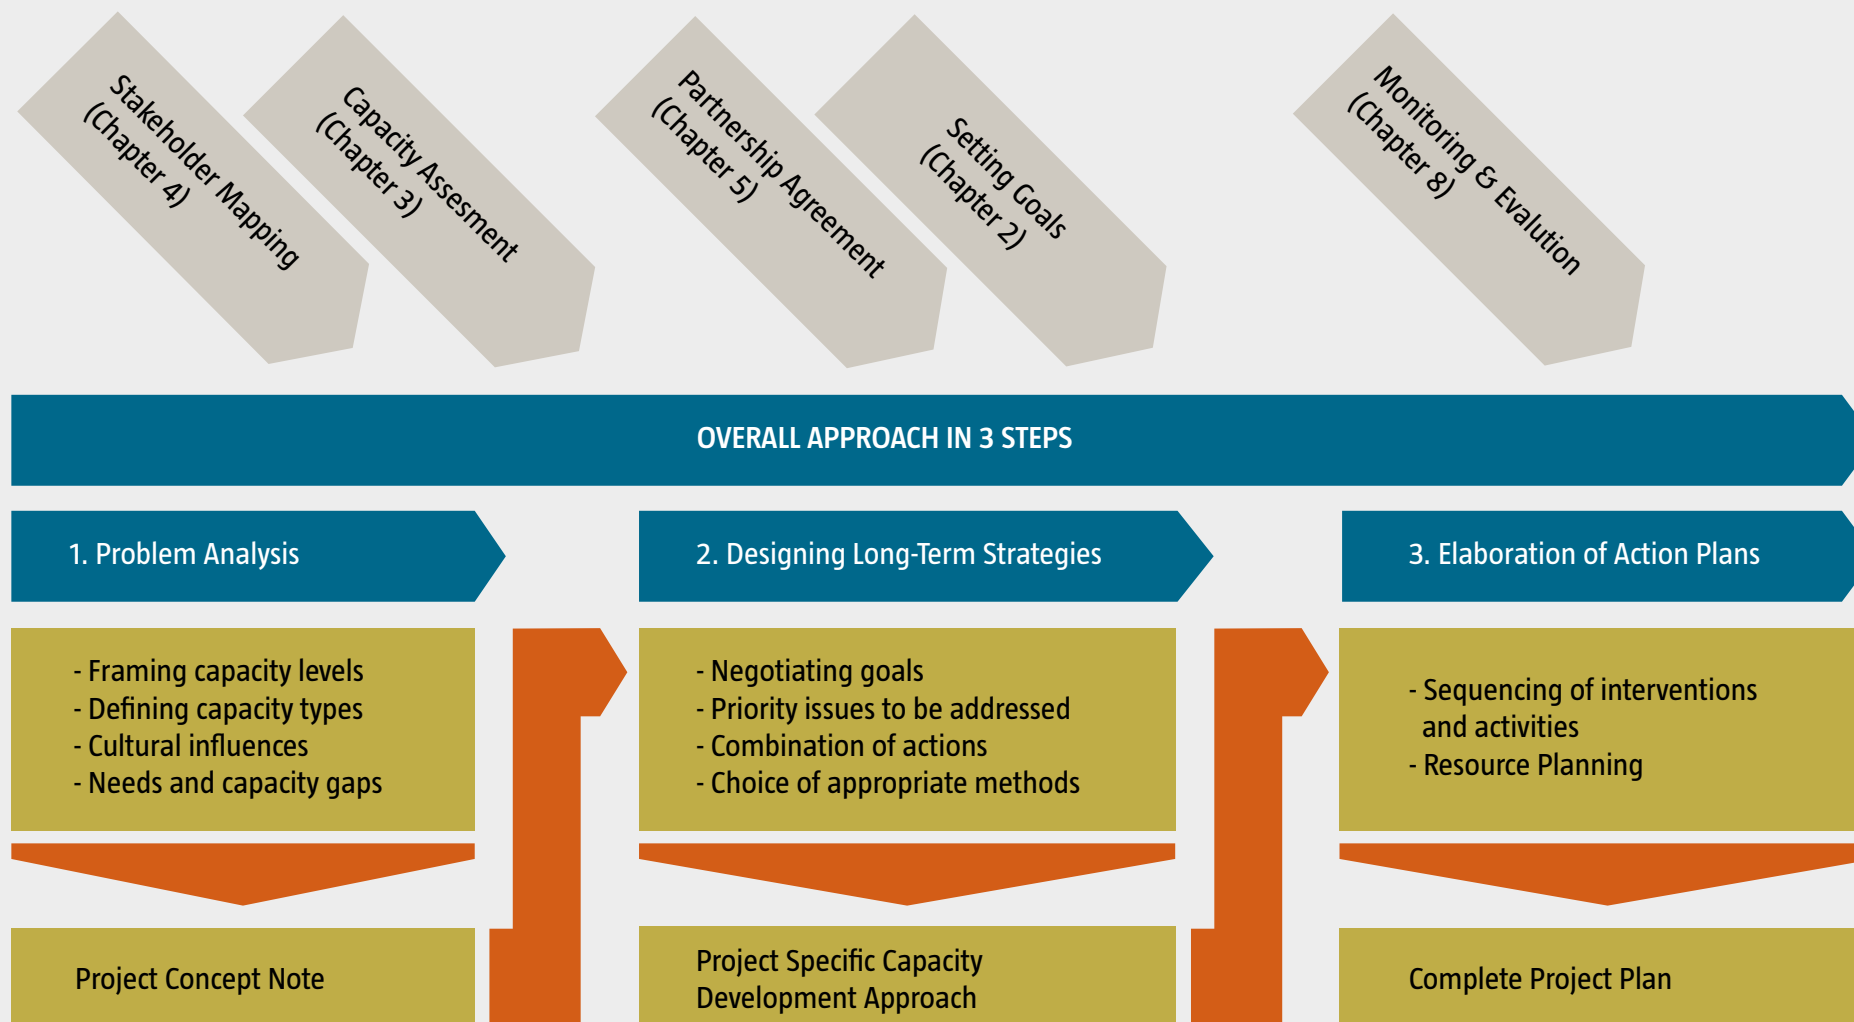 Stakeholder Mapping
(Chapter 4)
Capacity Assesment
(Chapter 3)
Partnership Agreement
(Chapter 5)
Setting Goals
(Chapter 2)
Monitoring & Evalution
(Chapter 8)
OVERALL APPROACH IN 3 STEPS
1. Problem Analysis
2. Designing Long-Term Strategies
3. Elaboration of Action Plans
- Framing capacity levels
- Defining capacity types
- Cultural influences
- Needs and capacity gaps
- Negotiating goals
- Priority issues to be addressed
- Combination of actions
- Choice of appropriate methods
- Sequencing of interventions
and activities
- Resource Planning
Project Concept Note
Project Specific Capacity
Development Approach
Complete Project Plan